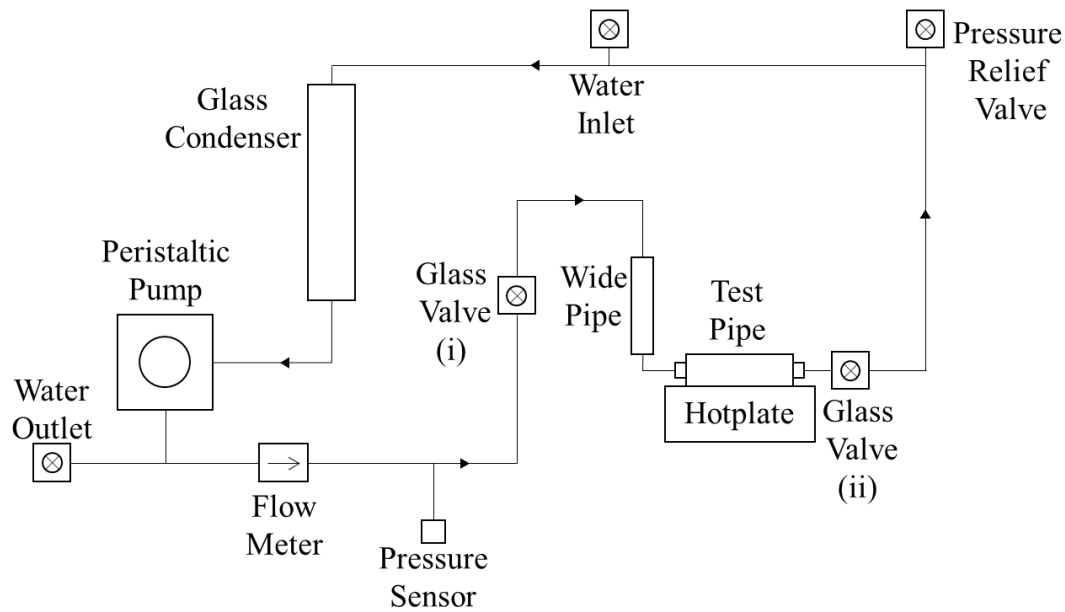 Pressure
Relief
Valve
Water
Inlet
Glass
Condenser
Peristaltic
Pump
Glass
Valve
(i)
Wide
Pipe
Test
Pipe
Water
Outlet
Hotplate
Glass
Valve
(ii)
Flow
Meter
Pressure
Sensor